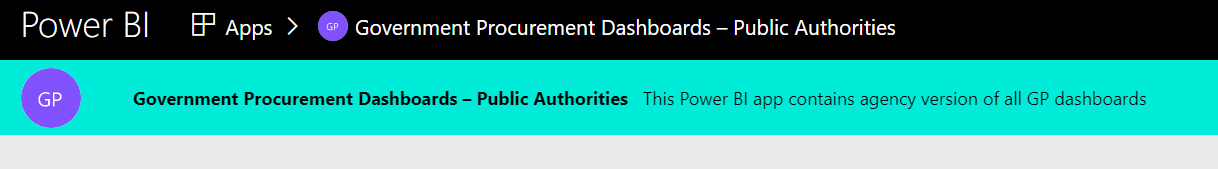 Power BI Apps > GP Government Procurement Dashboards – Public Authorities
GP Government Procurement Dashboards – Public Authorities This Power BI app contains agency version of all GP dashboards